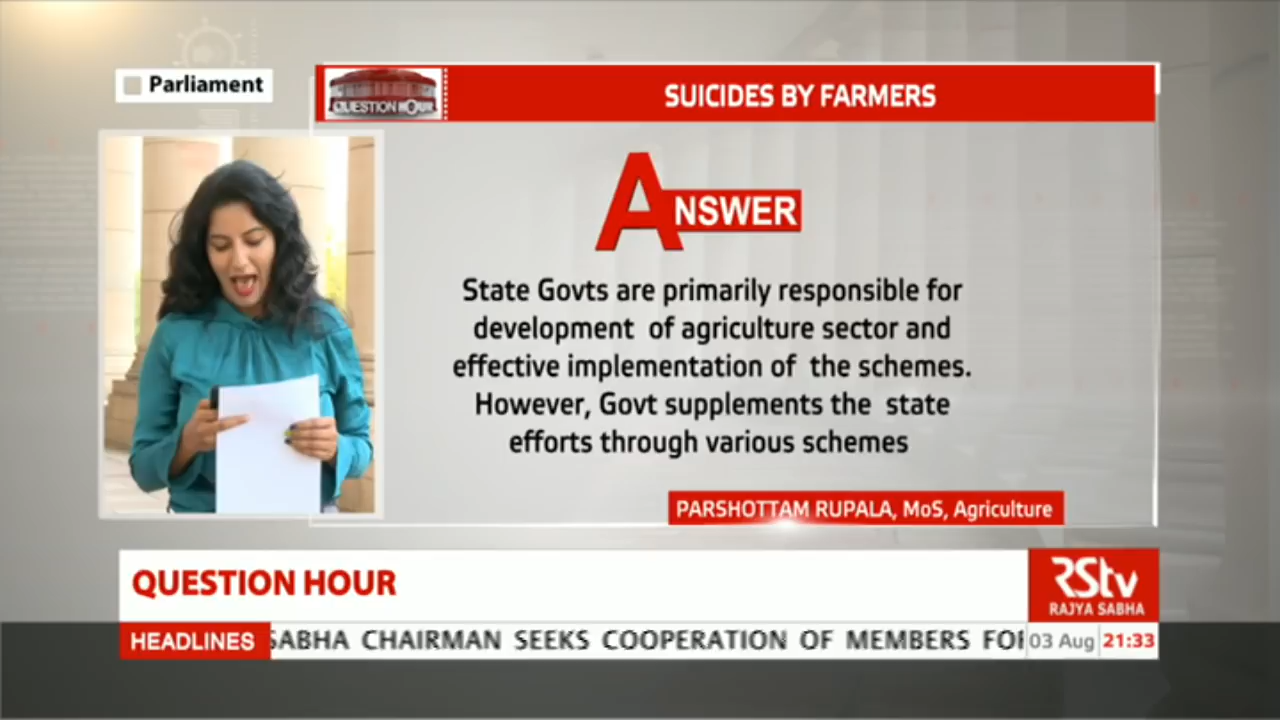 Parliament
QUESTION HOUR
SUICIDES BY FARMERS
ANSWER
State Govts are primarily responsible for
development of agriculture sector and
effective implementation of the schemes.
However, Govt supplements the state
efforts through various schemes
PARSHOTTAM RUPALA, MoS, Agriculture
QUESTION HOUR
RSTV
RAJYA SABHA
HEADLINES
SABHA CHAIRMAN SEEKS COOPERATION OF MEMBERS FOR
03 Aug 21:33